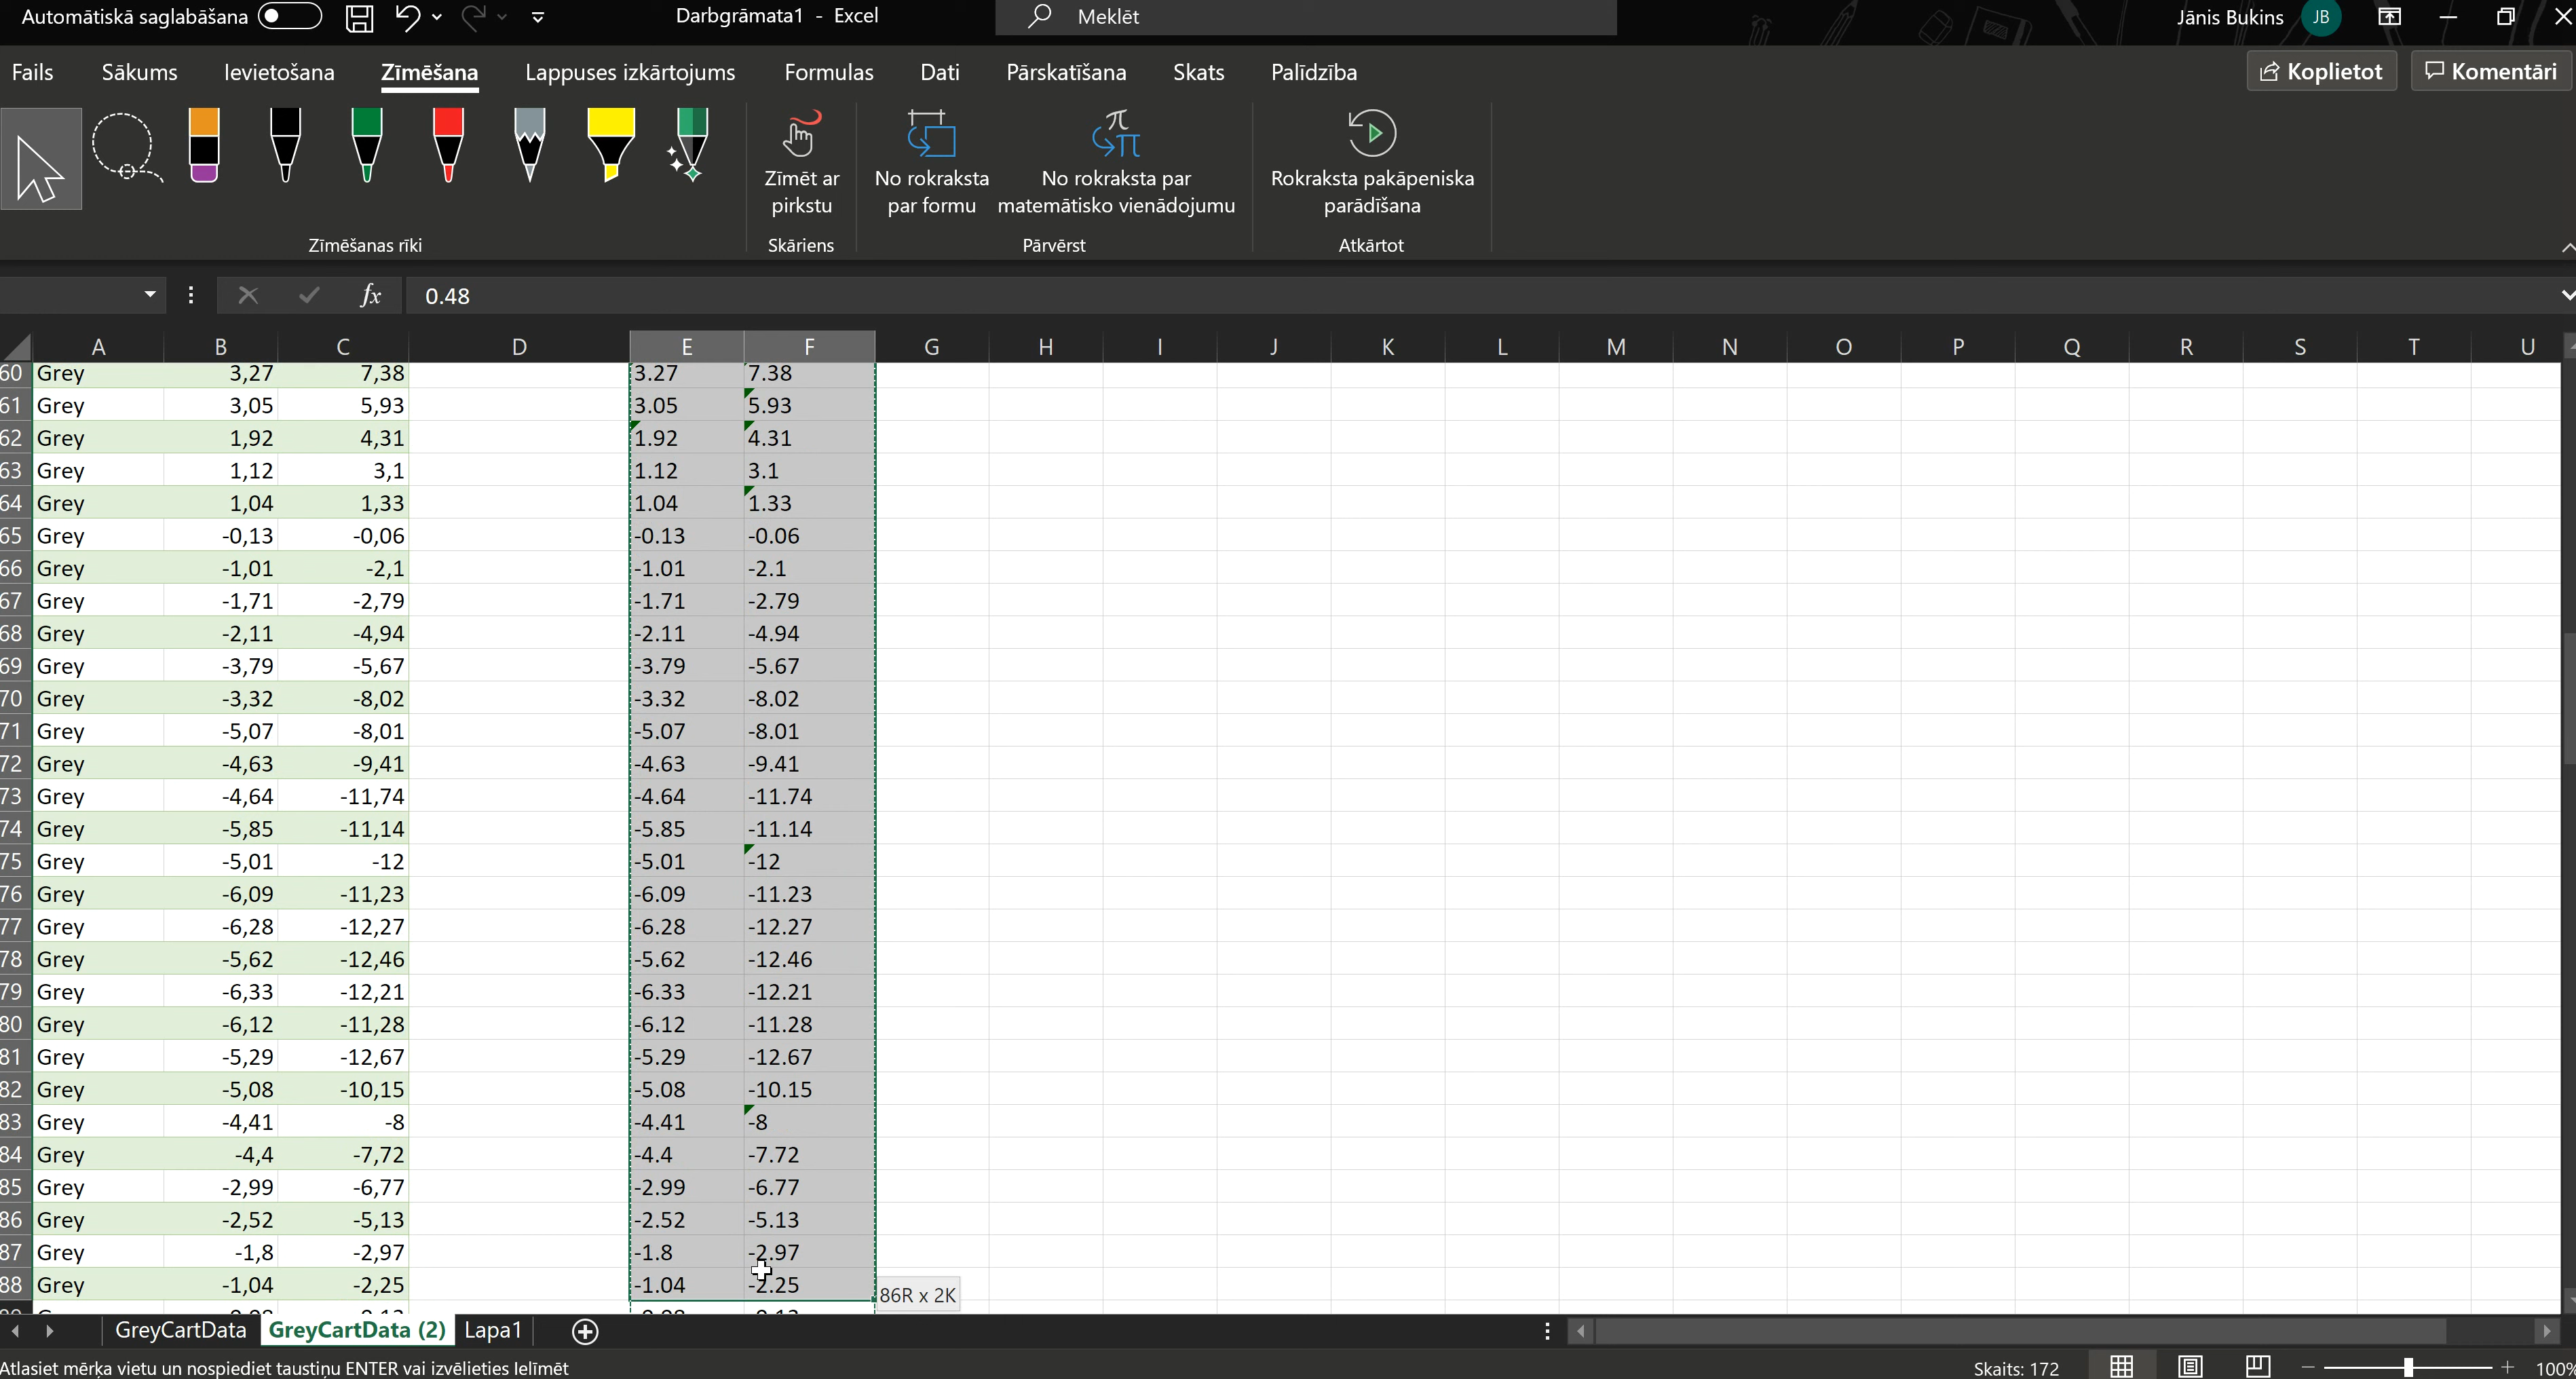 Automātiskā saglabāšana
Darbgrāmata1 - Excel
Meklēt
Jānis Bukins
JB
Fails Sākums Ievietošana Zīmēšana Lappuses izkārtojums Formulas Dati Pārskatīšana Skats Palīdzība
Koplietot
Komentāri
Zīmēt ar
pirkstu
No rokraksta
par formu
No rokraksta par
matemātisko vienādojumu
Rokraksta pakāpeniska
parādīšana
Zīmēšanas rīki
Skāriens
Pārvērst
Atkārtot
fx 0.48
A B C D E F G H I J K L M N O P Q R S T U
60 Grey 3,27 7,38 3.27 7.38
61 Grey 3,05 5,93 3.05 5.93
62 Grey 1,92 4,31 1.92 4.31
63 Grey 1,12 3,1 1.12 3.1
64 Grey 1,04 1,33 1.04 1.33
65 Grey -0,13 -0,06 -0.13 -0.06
66 Grey -1,01 -2,1 -1.01 -2.1
67 Grey -1,71 -2,79 -1.71 -2.79
68 Grey -2,11 -4,94 -2.11 -4.94
69 Grey -3,79 -5,67 -3.79 -5.67
70 Grey -3,32 -8,02 -3.32 -8.02
71 Grey -5,07 -8,01 -5.07 -8.01
72 Grey -4,63 -9,41 -4.63 -9.41
73 Grey -4,64 -11,74 -4.64 -11.74
74 Grey -5,85 -11,14 -5.85 -11.14
75 Grey -5,01 -12 -5.01 -12
76 Grey -6,09 -11,23 -6.09 -11.23
77 Grey -6,28 -12,27 -6.28 -12.27
78 Grey -5,62 -12,46 -5.62 -12.46
79 Grey -6,33 -12,21 -6.33 -12.21
80 Grey -6,12 -11,28 -6.12 -11.28
81 Grey -5,29 -12,67 -5.29 -12.67
82 Grey -5,08 -10,15 -5.08 -10.15
83 Grey -4,41 -8 -4.41 -8
84 Grey -4,4 -7,72 -4.4 -7.72
85 Grey -2,99 -6,77 -2.99 -6.77
86 Grey -2,52 -5,13 -2.52 -5.13
87 Grey -1,8 -2,97 -1.8 -2.97
88 Grey -1,04 -2,25 -1.04 -2.25
86R x 2K
GreyCartData GreyCartData (2) Lapa1
Atlasiet mērķa vietu un nospiediet taustiņu ENTER vai izvēlieties Ielīmēt
Skaits: 172
100%